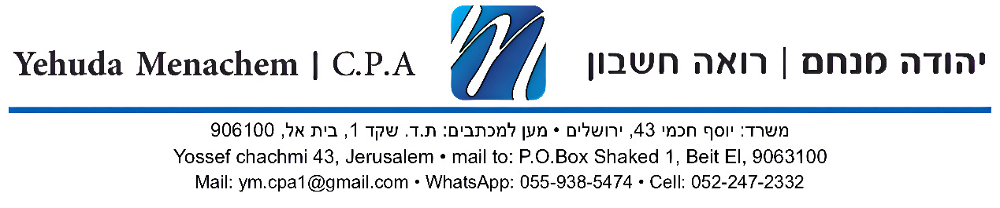 Yehuda Menachem | C.P.A
יהודה מנחם | רואה חשבון
משרד: יוסף חכמי 43, ירושלים • מען למכתבים: ת.ד. שקד 1, בית אל, 906100
Yossef chachmi 43, Jerusalem • mail to: P.O.Box Shaked 1, Beit El, 9063100
Mail: ym.cpa1@gmail.com • WhatsApp: 055-938-5474 • Cell: 052-247-2332